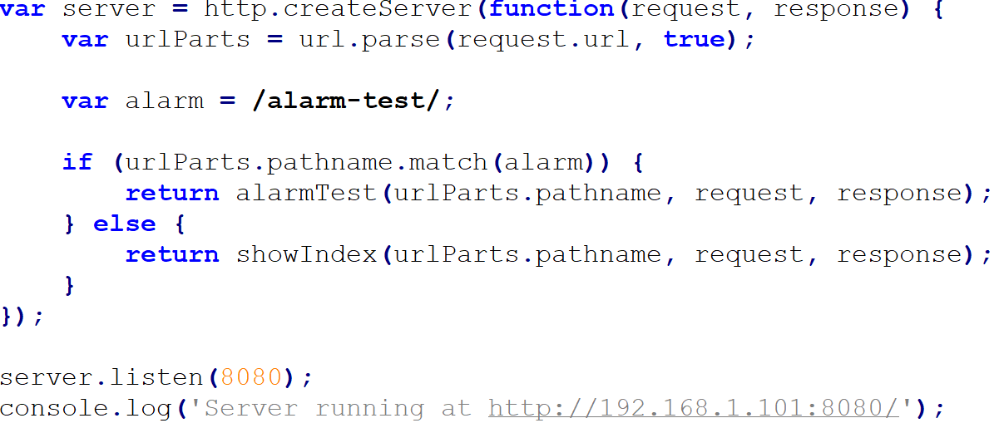 var server = http.createServer(function(request, response) {
    var urlParts = url.parse(request.url, true);

    var alarm = /alarm-test/;

    if (urlParts.pathname.match(alarm)) {
        return alarmTest(urlParts.pathname, request, response);
    } else {
        return showIndex(urlParts.pathname, request, response);
    }
});

server.listen(8080);
console.log('Server running at http://192.168.1.101:8080/');